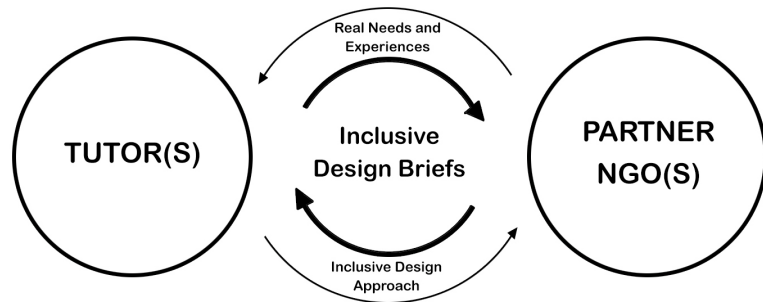 Real Needs and
Experiences
TUTOR(S)
Inclusive
Design Briefs
PARTNER
NGO(S)
Inclusive Design
Approach